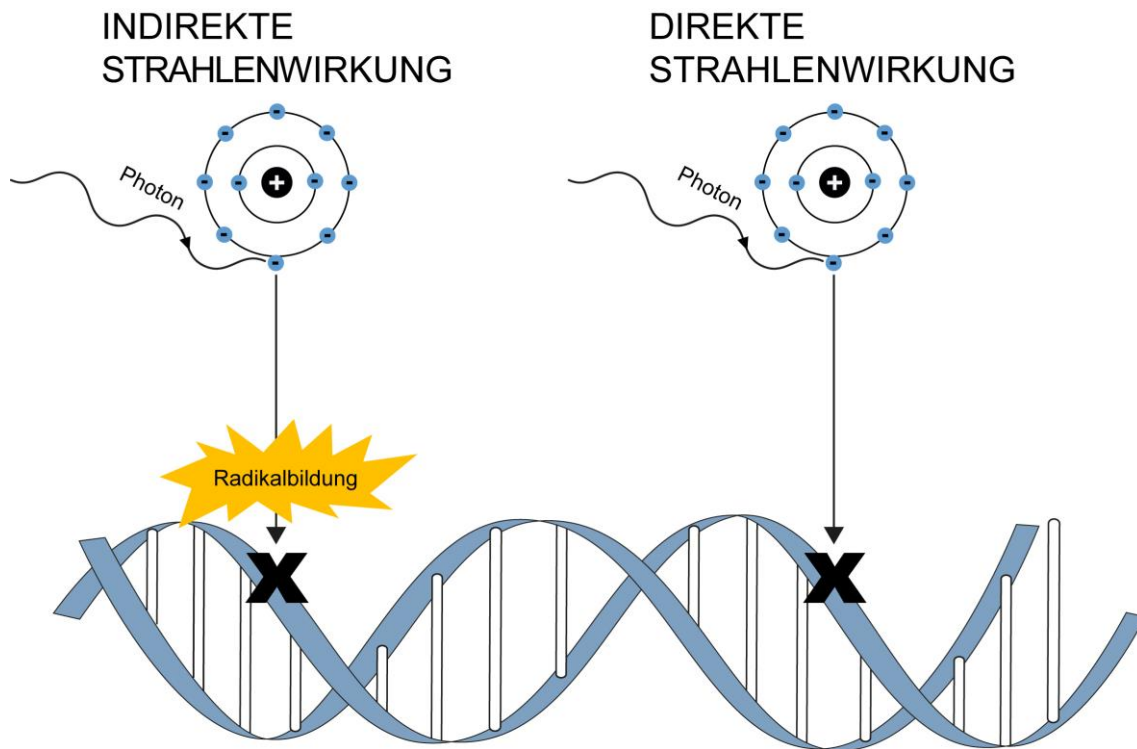 INDIREKTE
STRAHLENWIRKUNG
Photon
Radikalbildung
X
DIREKTE
STRAHLENWIRKUNG
Photon
X